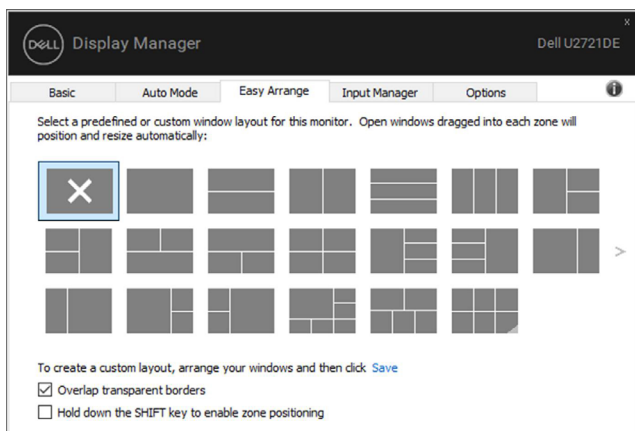 x
DELL Display Manager
Dell U2721DE
Basic Auto Mode Easy Arrange Input Manager Options
Select a predefined or custom window layout for this monitor. Open windows dragged into each zone will
position and resize automatically:
To create a custom layout, arrange your windows and then click Save
Overlap transparent borders
Hold down the SHIFT key to enable zone positioning